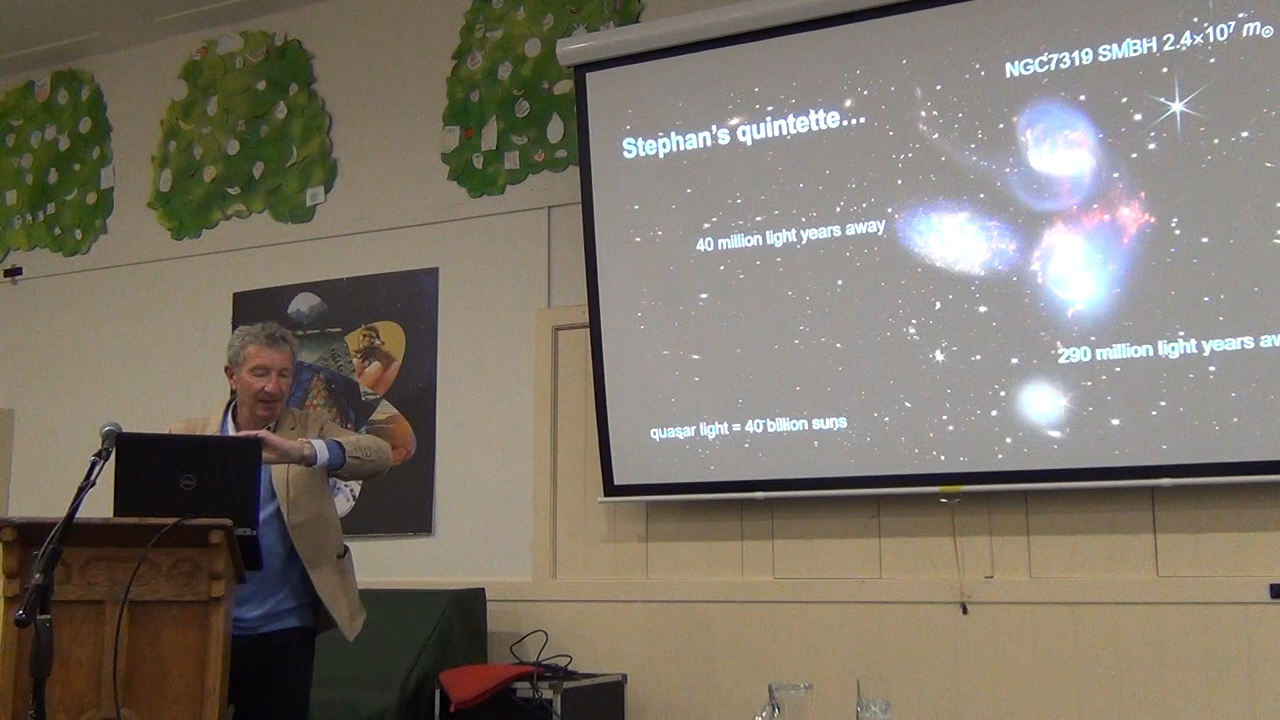 NGC7319 SMBH 2.4×10⁷ m☉
Stephan's quintette...
40 million light years away
290 million light years aw
quasar light = 40 billion suns
DELL